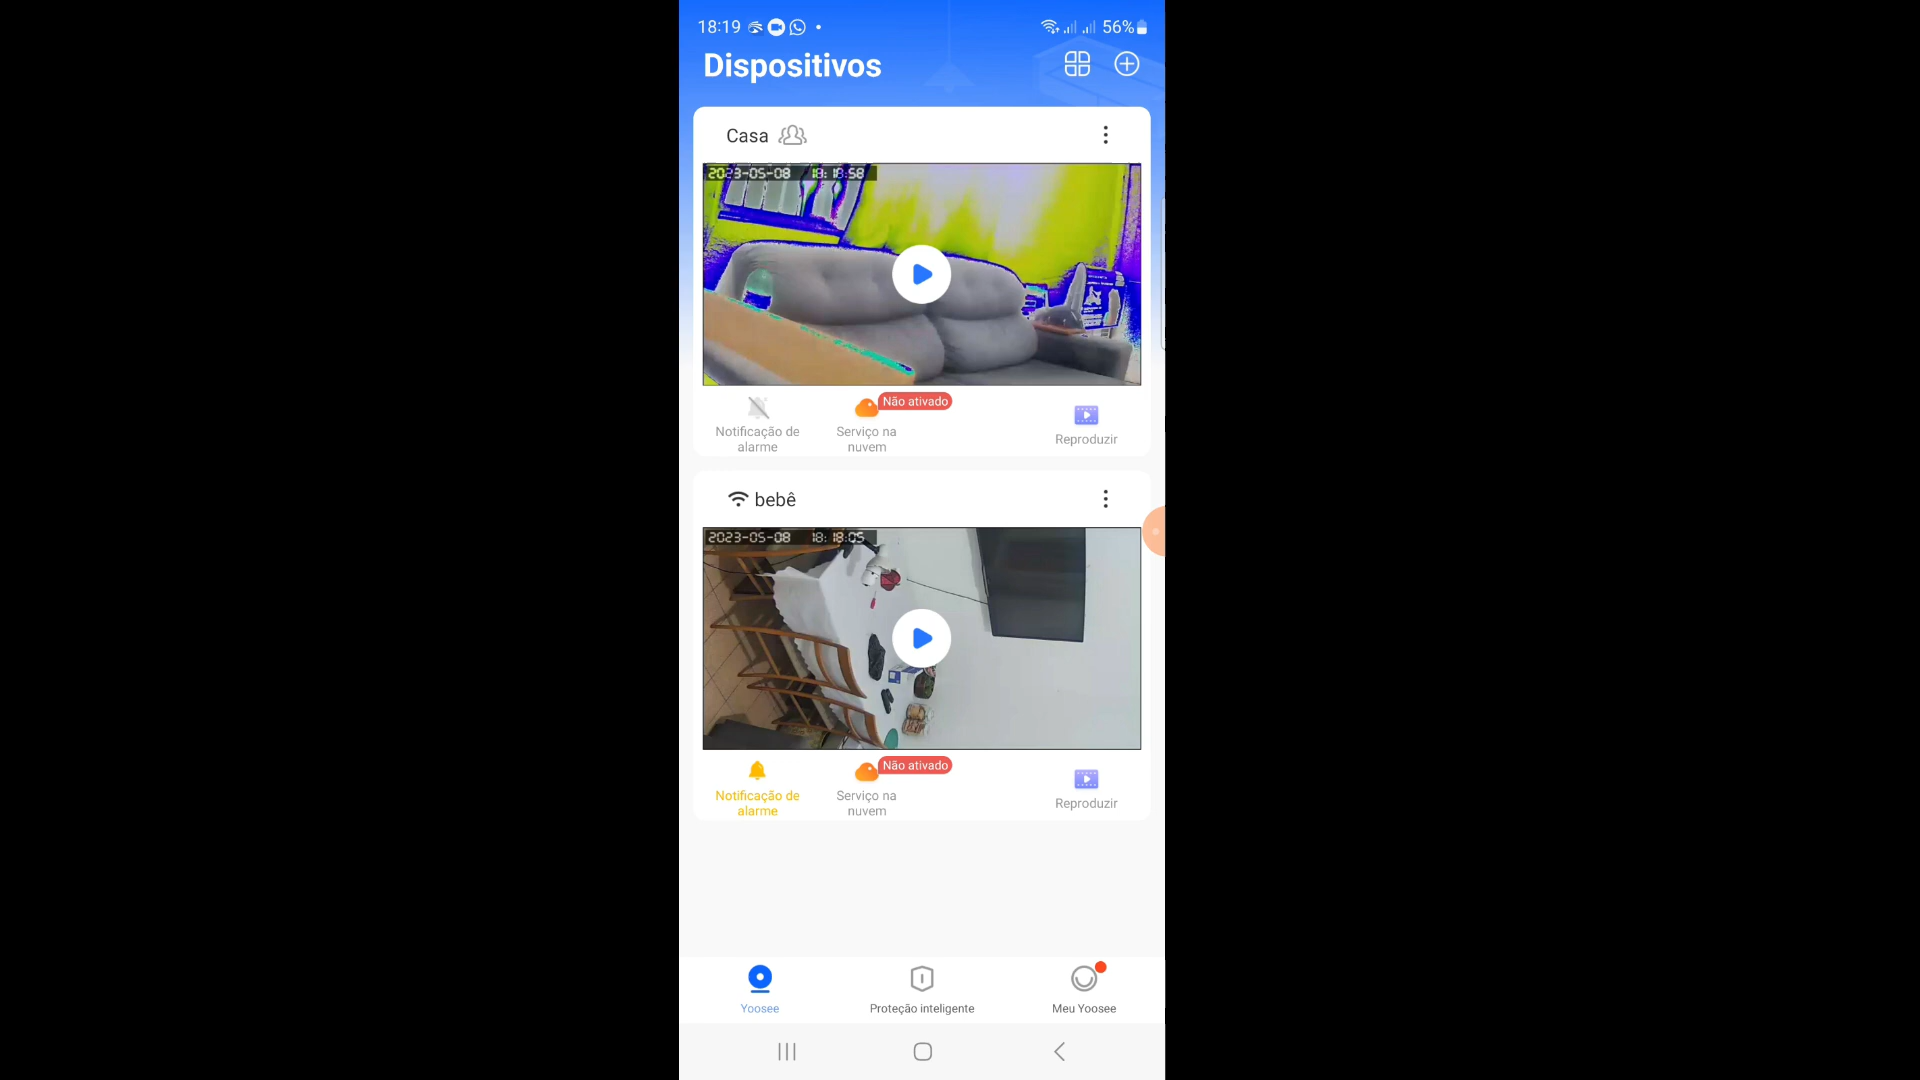 18:19
56%
Dispositivos
Casa
2023-05-08 18:18:58
Não ativado
Notificação de
alarme
Serviço na
nuvem
Reproduzir
bebê
2023-05-08 18:18:05
Não ativado
Notificação de
alarme
Serviço na
nuvem
Reproduzir
Yoosee
Proteção inteligente
Meu Yoosee